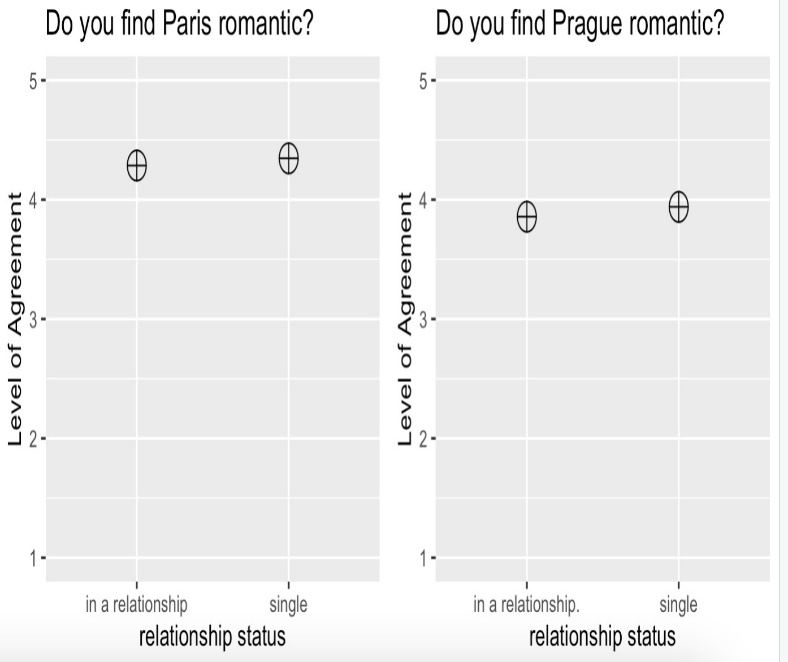 Do you find Paris romantic?
Level of Agreement
5
4
3
2
1
in a relationship single
relationship status
Do you find Prague romantic?
Level of Agreement
5
4
3
2
1
in a relationship. single
relationship status